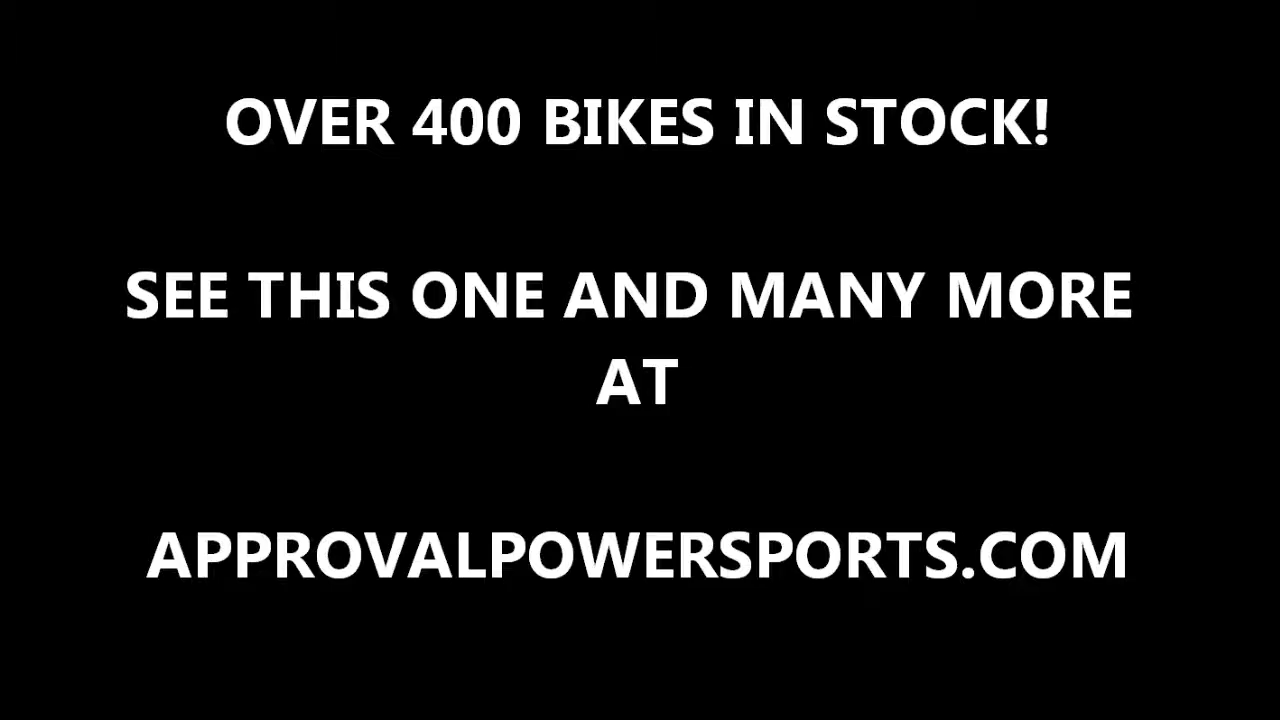 OVER 400 BIKES IN STOCK!
SEE THIS ONE AND MANY MORE
AT
APPROVALPOWERSPORTS.COM